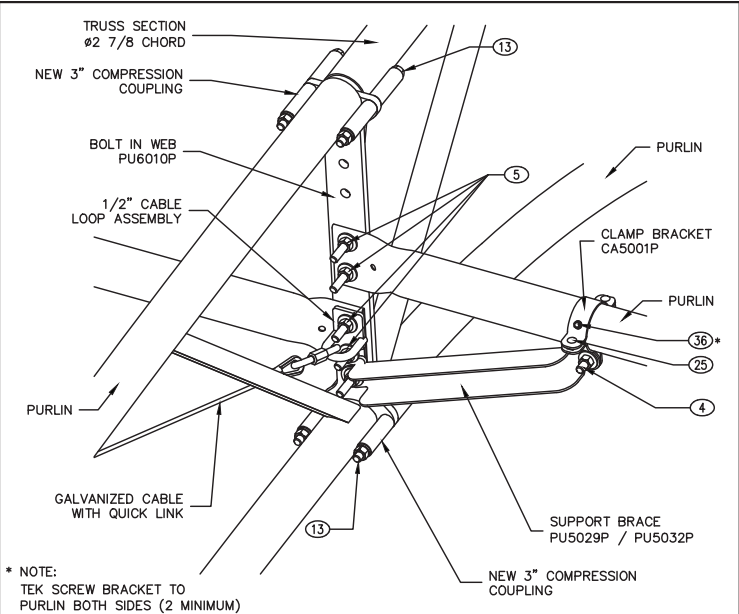 TRUSS SECTION
ø2 7/8 CHORD
13
NEW 3" COMPRESSION
COUPLING
BOLT IN WEB
PU6010P
PURLIN
5
1/2" CABLE
LOOP ASSEMBLY
CLAMP BRACKET
CA5001P
PURLIN
36 *
25
4
PURLIN
GALVANIZED CABLE
WITH QUICK LINK
13
SUPPORT BRACE
PU5029P / PU5032P
NEW 3" COMPRESSION
COUPLING
* NOTE:
TEK SCREW BRACKET TO
PURLIN BOTH SIDES (2 MINIMUM)